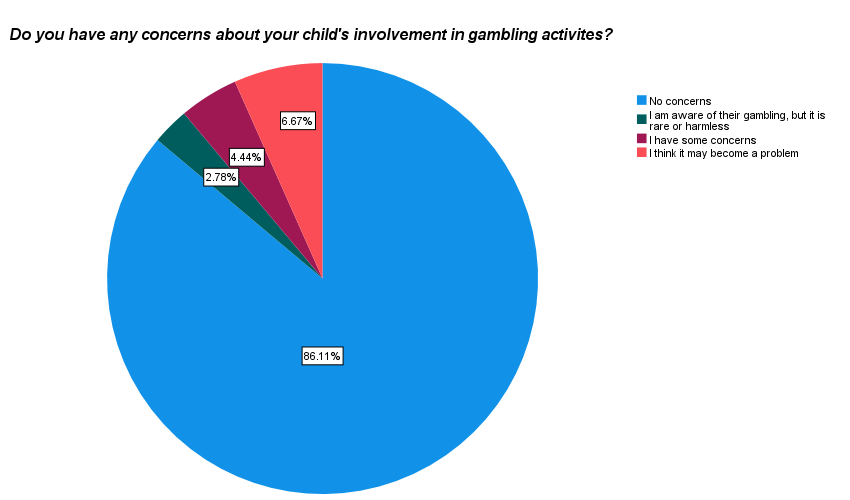 Do you have any concerns about your child's involvement in gambling activites?
No concerns
I am aware of their gambling, but it is
rare or harmless
I have some concerns
I think it may become a problem
6.67%
4.44%
2.78%
86.11%